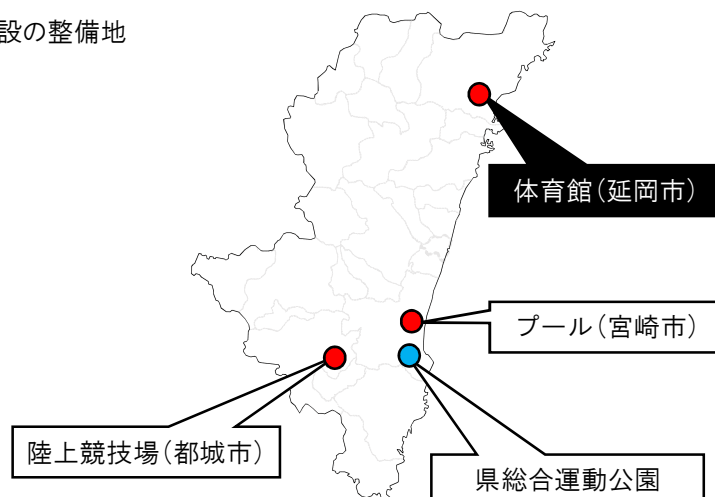 設の整備地
体育館(延岡市)
プール(宮崎市)
陸上競技場(都城市)
県総合運動公園